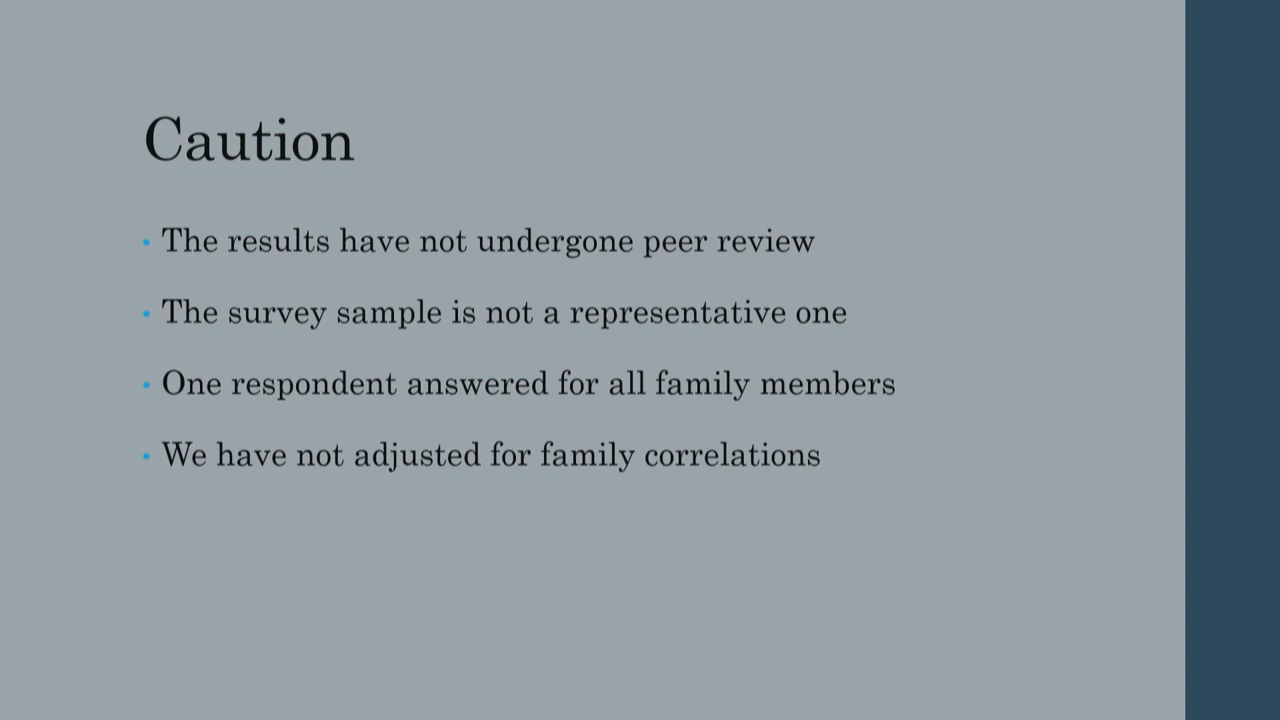 Caution
• The results have not undergone peer review
• The survey sample is not a representative one
• One respondent answered for all family members
• We have not adjusted for family correlations